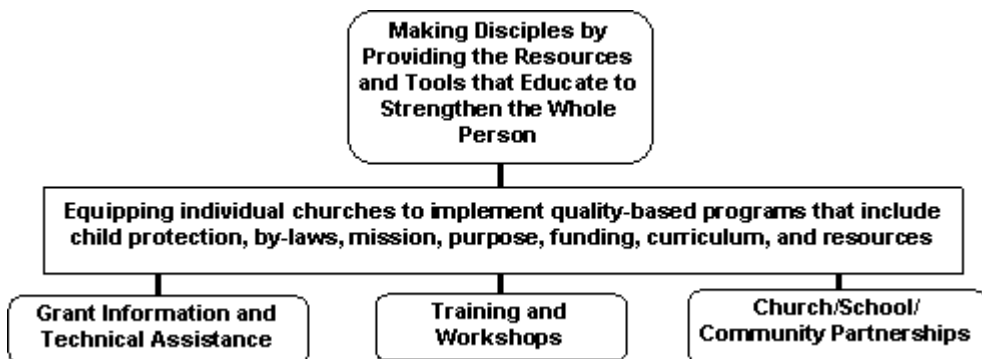 Making Disciples by
Providing the Resources
and Tools that Educate to
Strengthen the Whole
Person
Equipping individual churches to implement quality-based programs that include
child protection, by-laws, mission, purpose, funding, curriculum, and resources
Grant Information and
Technical Assistance
Training and
Workshops
Church/School/
Community Partnerships